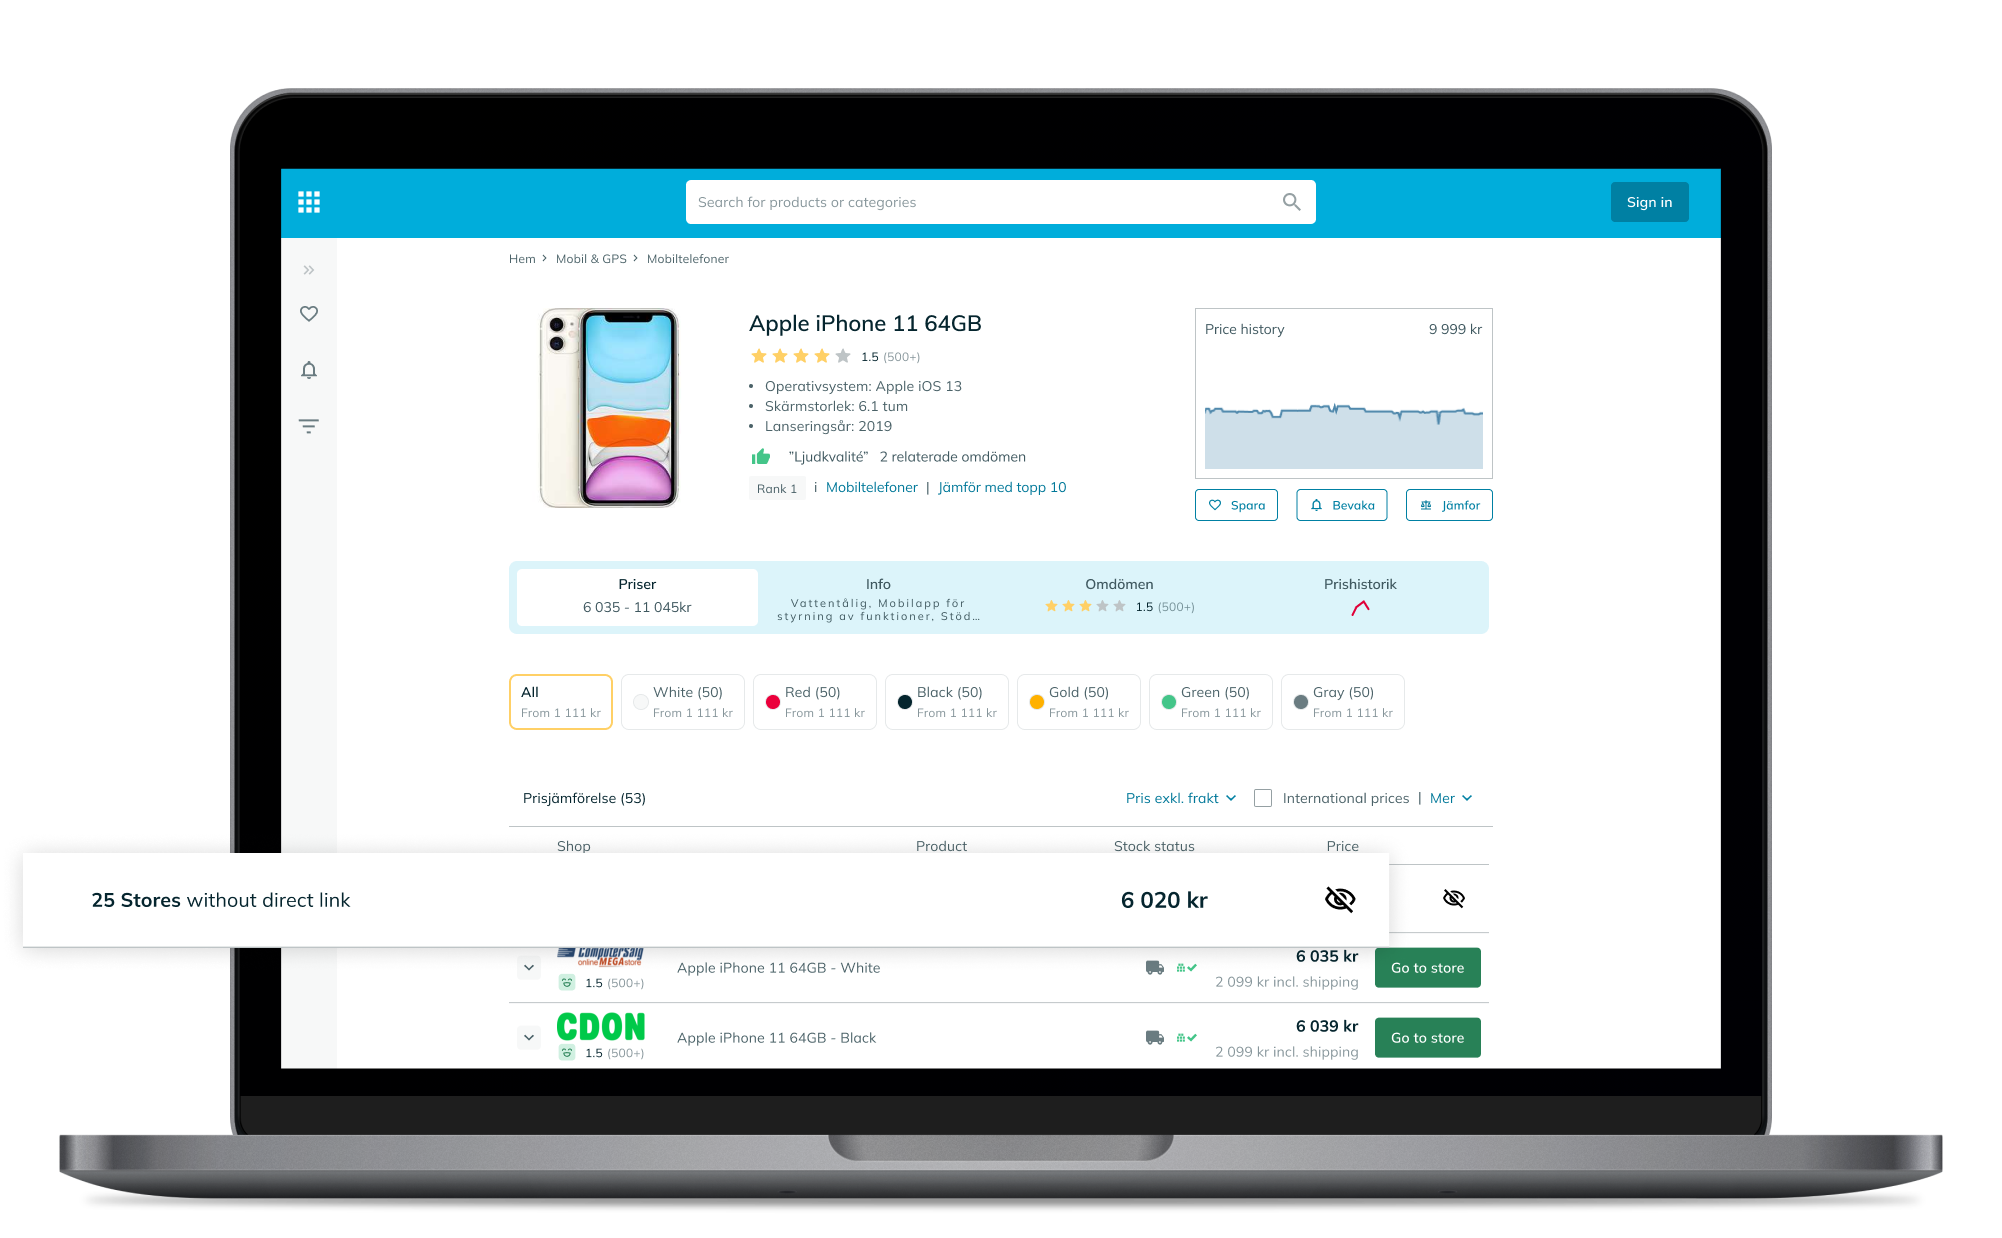 Search for products or categories
Sign in
Hem > Mobil & GPS > Mobiltelefoner
Apple iPhone 11 64GB
1.5 (500+)
• Operativsystem: Apple iOS 13
• Skärmstorlek: 6.1 tum
• Lanseringsår: 2019
”Ljudkvalité” 2 relaterade omdömen
Rank 1 i Mobiltelefoner | Jämför med topp 10
Price history 9 999 kr
Spara Bevaka Jämfor
Priser
6 035 - 11 045kr
Info
Vattentålig, Mobilapp för
styrning av funktioner, Stöd...
Omdömen
1.5 (500+)
Prishistorik
All
From 1 111 kr
White (50)
From 1 111 kr
Red (50)
From 1 111 kr
Black (50)
From 1 111 kr
Gold (50)
From 1 111 kr
Green (50)
From 1 111 kr
Gray (50)
From 1 111 kr
Prisjämförelse (53) Pris exkl. frakt International prices | Mer
Shop Product Stock status Price
25 Stores without direct link 6 020 kr
ComputerSalg
online MEGAstore
1.5 (500+)
Apple iPhone 11 64GB - White
6 035 kr
2 099 kr incl. shipping
Go to store
CDON
1.5 (500+)
Apple iPhone 11 64GB - Black
6 039 kr
2 099 kr incl. shipping
Go to store